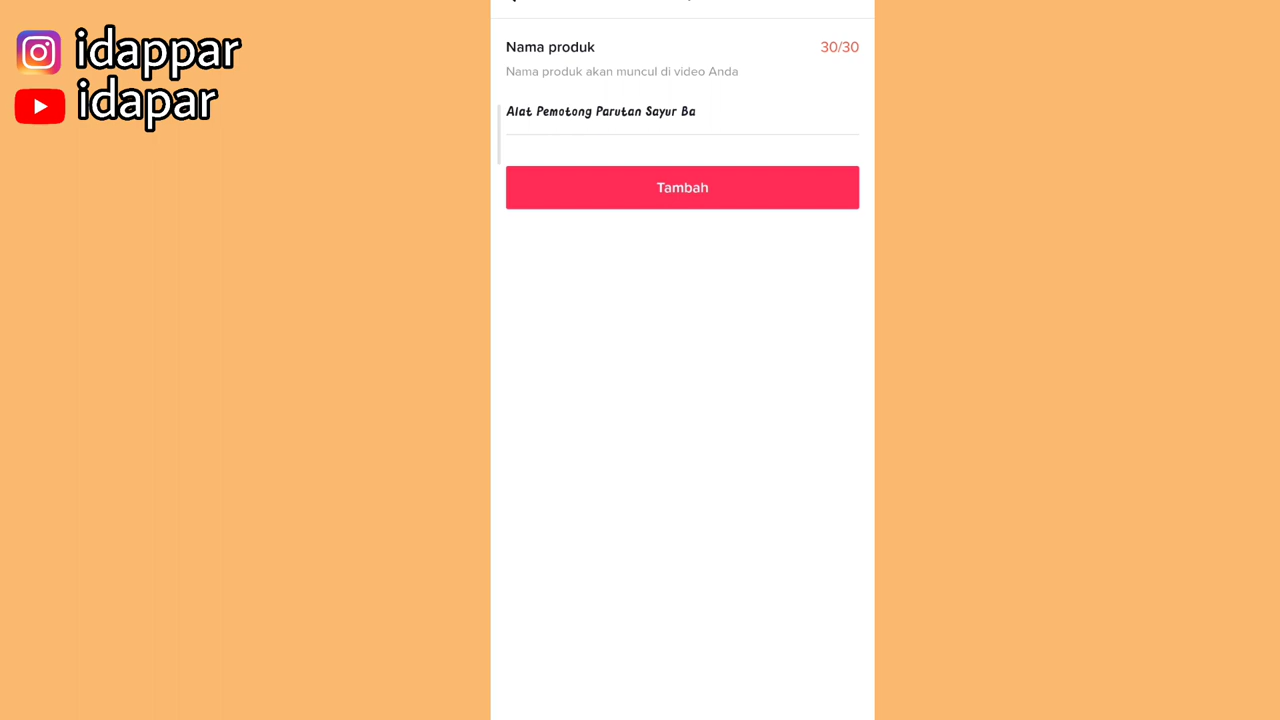 idappar
idapar
Nama produk 30/30
Nama produk akan muncul di video Anda
Alat Pemotong Parutan Sayur Ba
Tambah